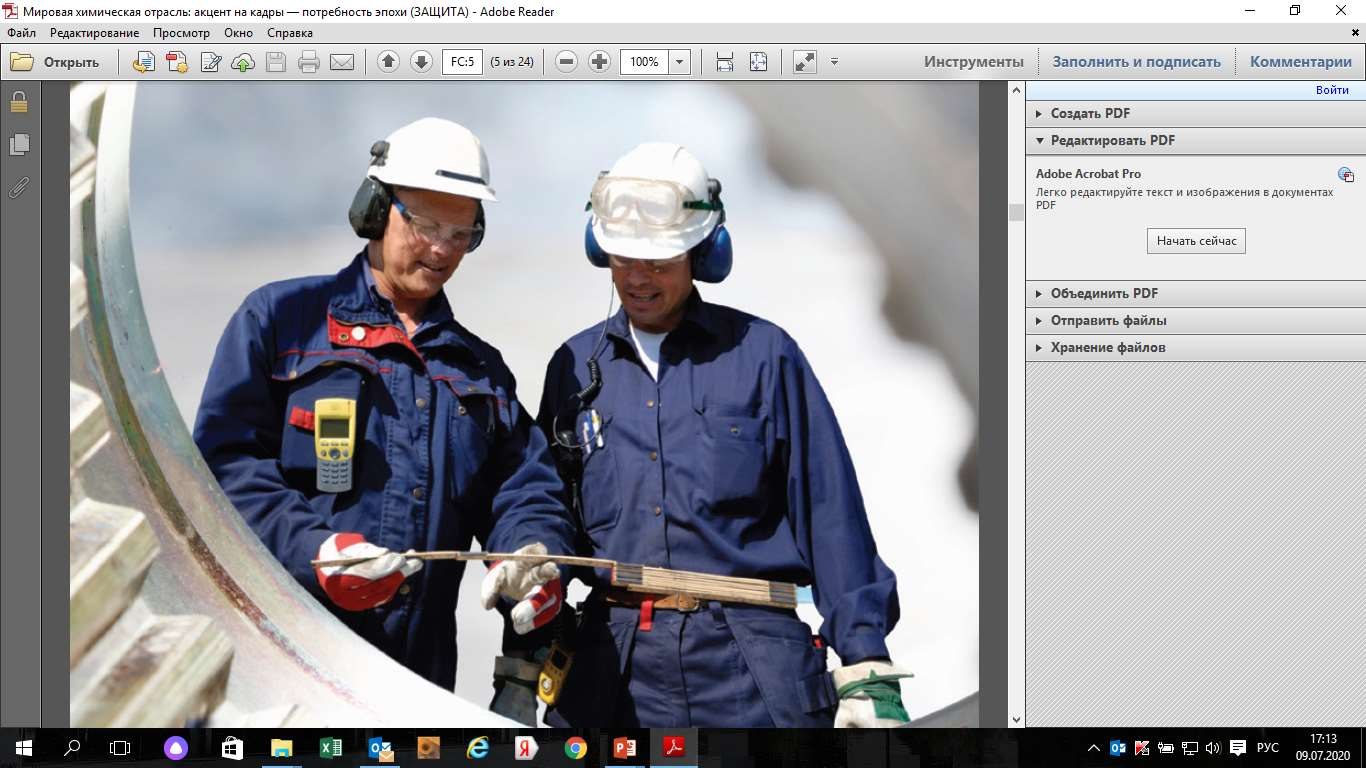 Мировая химическая отрасль: акцент на кадры — потребность эпохи (ЗАЩИТА) - Adobe Reader
Файл Редактирование Просмотр Окно Справка
Открыть FC:5 (5 из 24) 100% Инструменты Заполнить и подписать Комментарии
Войти
Создать PDF
Редактировать PDF
Adobe Acrobat Pro
Легко редактируйте текст и изображения в документах
PDF
Начать сейчас
Объединить PDF
Отправить файлы
Хранение файлов
РУС
17:13
09.07.2020